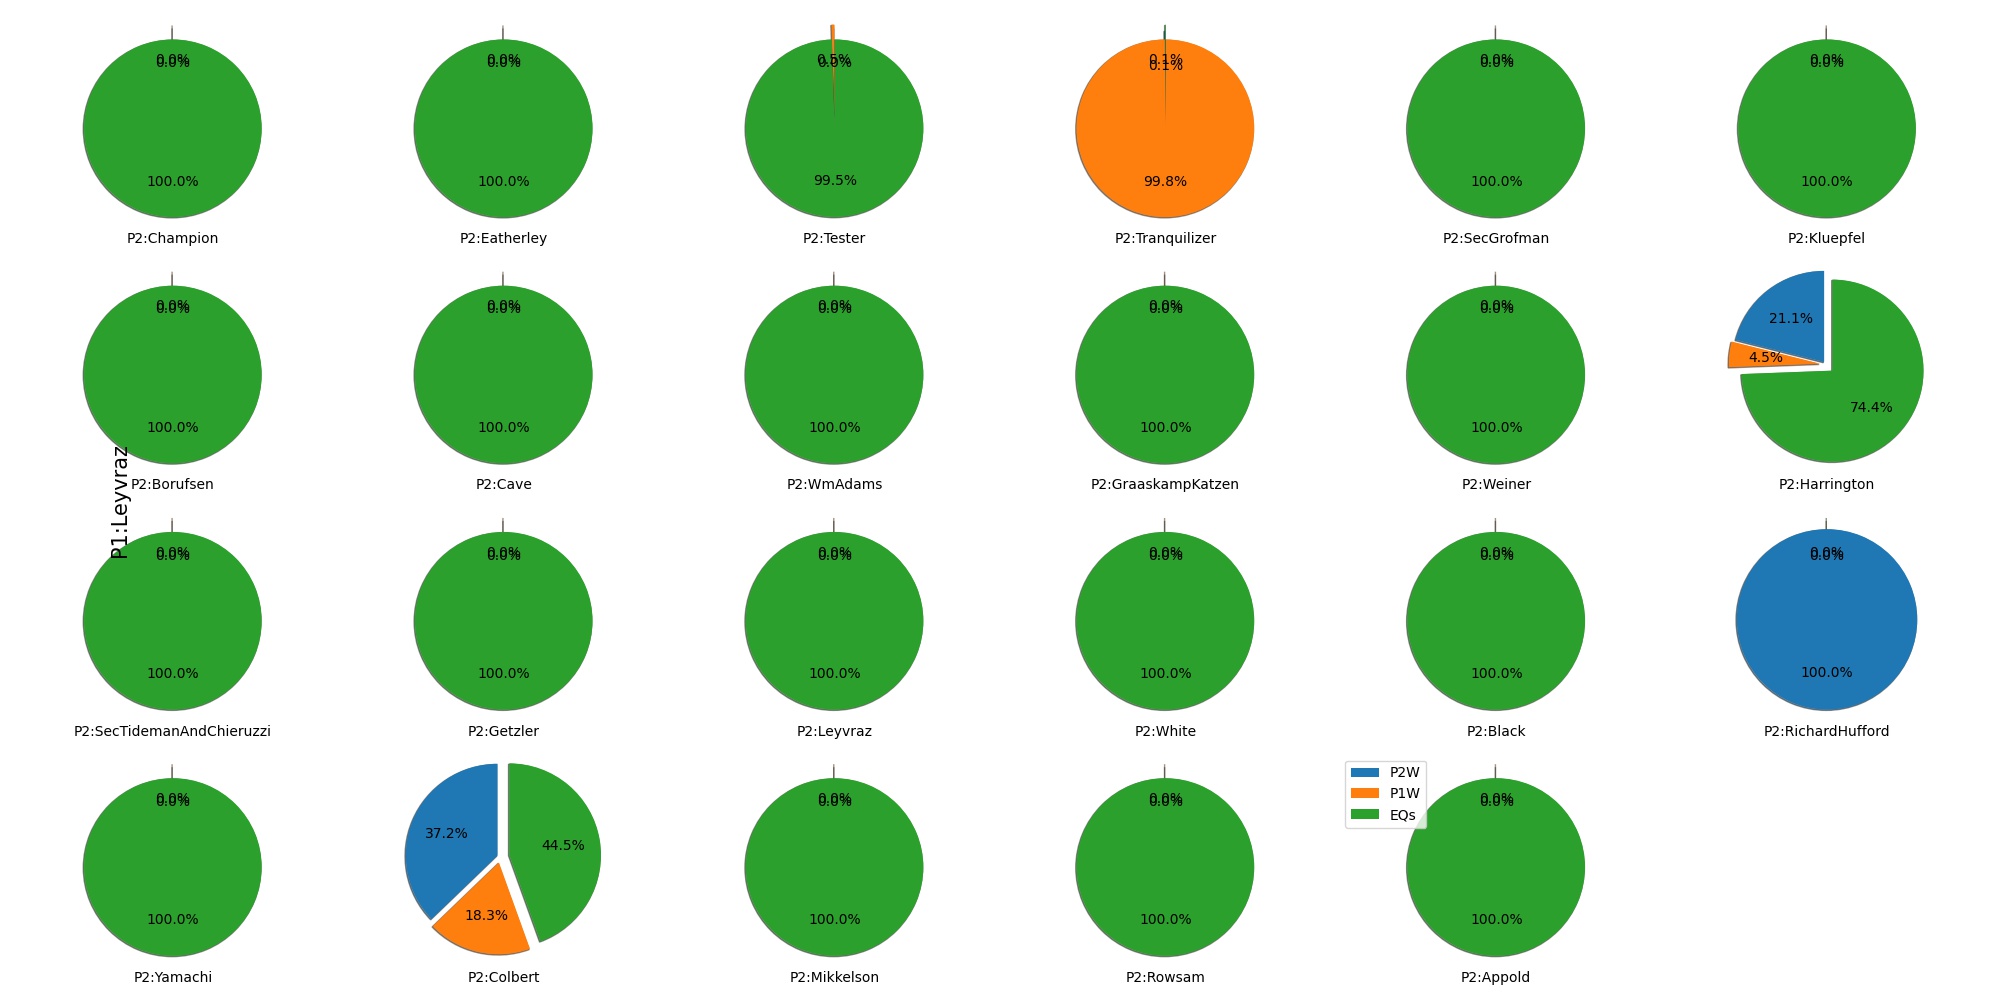 0.0%
0.0%
100.0%
P2:Champion
0.0%
0.0%
100.0%
P2:Eatherley
0.5%
0.0%
99.5%
P2:Tester
0.1%
0.1%
99.8%
P2:Tranquilizer
0.0%
0.0%
100.0%
P2:SecGrofman
0.0%
0.0%
100.0%
P2:Kluepfel
0.0%
0.0%
100.0%
P2:Borufsen
0.0%
0.0%
100.0%
P2:Cave
0.0%
0.0%
100.0%
P2:WmAdams
0.0%
0.0%
100.0%
P2:GraaskampKatzen
0.0%
0.0%
100.0%
P2:Weiner
21.1%
4.5%
74.4%
P2:Harrington
P1:Leyvraz
0.0%
0.0%
100.0%
P2:SecTidemanAndChieruzzi
0.0%
0.0%
100.0%
P2:Getzler
0.0%
0.0%
100.0%
P2:Leyvraz
0.0%
0.0%
100.0%
P2:White
0.0%
0.0%
100.0%
P2:Black
0.0%
0.0%
100.0%
P2:RichardHufford
0.0%
0.0%
100.0%
P2:Yamachi
37.2%
44.5%
18.3%
P2:Colbert
0.0%
0.0%
100.0%
P2:Mikkelson
0.0%
0.0%
100.0%
P2:Rowsam
P2W
P1W
EQs
0.0%
0.0%
100.0%
P2:Appold